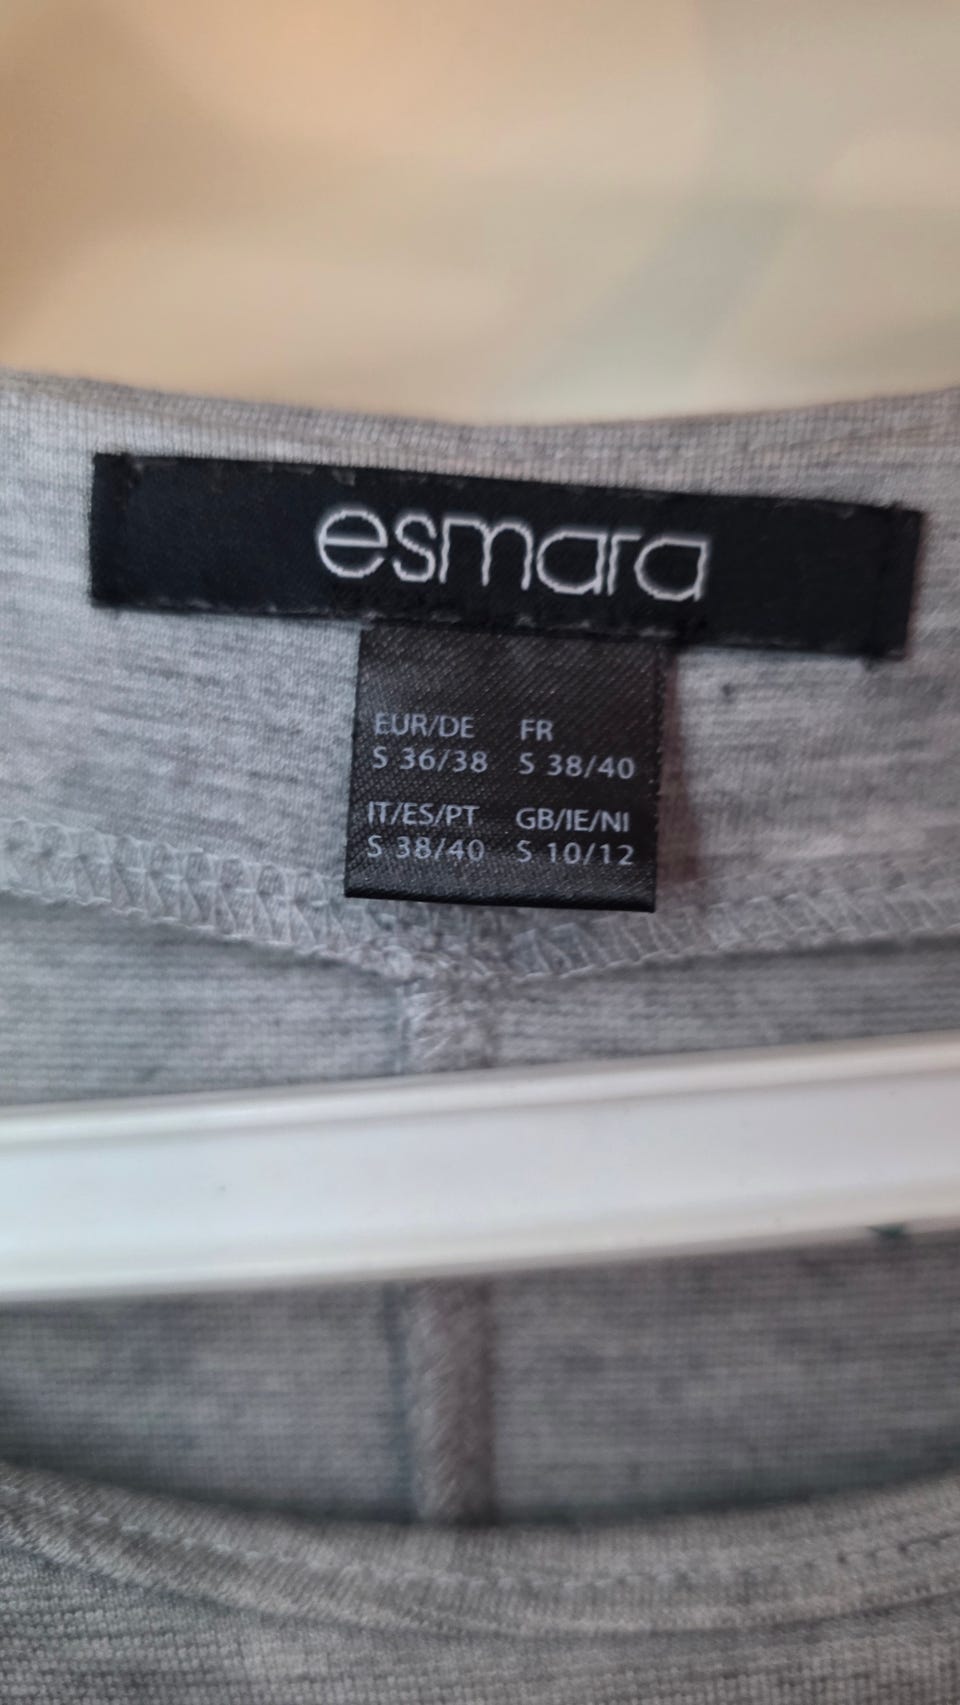 esmara
EUR/DE FR
S 36/38 S 38/40
IT/ES/PT GB/IE/NI
S 38/40 S 10/12